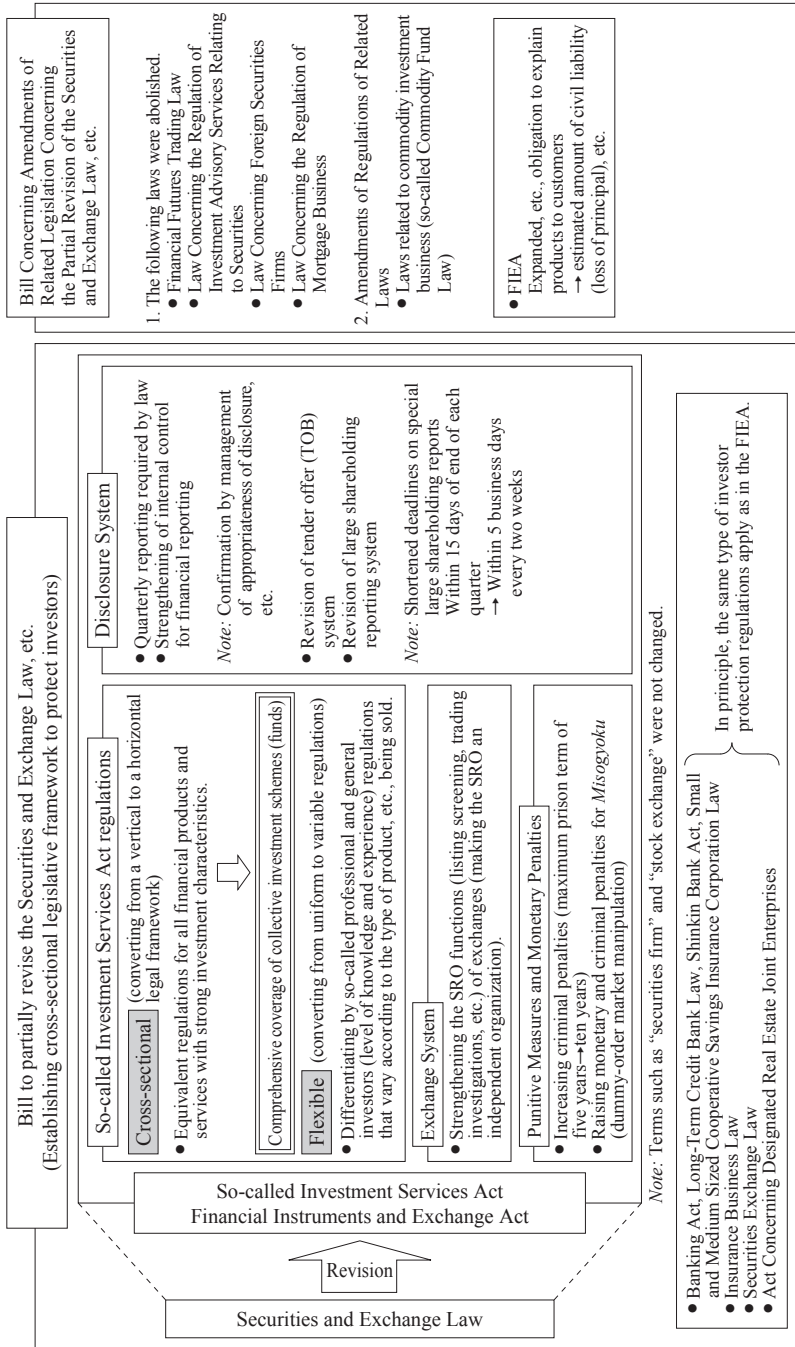 Bill to partially revise the Securities and Exchange Law, etc.
(Establishing cross-sectional legislative framework to protect investors)
Securities and Exchange Law
Revision
So-called Investment Services Act
Financial Instruments and Exchange Act
So-called Investment Services Act regulations
Cross-sectional
(converting from a vertical to a horizontal
legal framework)
● Equivalent regulations for all financial products and
services with strong investment characteristics.
Comprehensive coverage of collective investment schemes (funds)
Flexible
(converting from uniform to variable regulations)
● Differentiating by so-called professional and general
investors (level of knowledge and experience) regulations
that vary according to the type of product, etc., being sold.
Exchange System
● Strengthening the SRO functions (listing screening, trading
investigations, etc.) of exchanges (making the SRO an
independent organization).
Punitive Measures and Monetary Penalties
● Increasing criminal penalties (maximum prison term of
five years→ten years)
● Raising monetary and criminal penalties for Misogyoku
(dummy-order market manipulation)
Disclosure System
● Quarterly reporting required by law
● Strengthening of internal control
for financial reporting
Note: Confirmation by management
of appropriateness of disclosure,
etc.
● Revision of tender offer (TOB)
system
● Revision of large shareholding
reporting system
Note: Shortened deadlines on special
large shareholding reports
Within 15 days of end of each
quarter
→ Within 5 business days
every two weeks
Note: Terms such as “securities firm” and “stock exchange” were not changed.
● Banking Act, Long-Term Credit Bank Law, Shinkin Bank Act, Small
and Medium Sized Cooperative Savings Insurance Corporation Law
● Insurance Business Law
● Securities Exchange Law
● Act Concerning Designated Real Estate Joint Enterprises
In principle, the same type of investor
protection regulations apply as in the FIEA.
Bill Concerning Amendments of
Related Legislation Concerning
the Partial Revision of the Securities
and Exchange Law, etc.
1. The following laws were abolished.
● Financial Futures Trading Law
● Law Concerning the Regulation of
Investment Advisory Services Relating
to Securities
● Law Concerning Foreign Securities
Firms
● Law Concerning the Regulation of
Mortgage Business
2. Amendments of Regulations of Related
Laws
● Laws related to commodity investment
business (so-called Commodity Fund
Law)
● FIEA
Expanded, etc., obligation to explain
products to customers
→ estimated amount of civil liability
(loss of principal), etc.